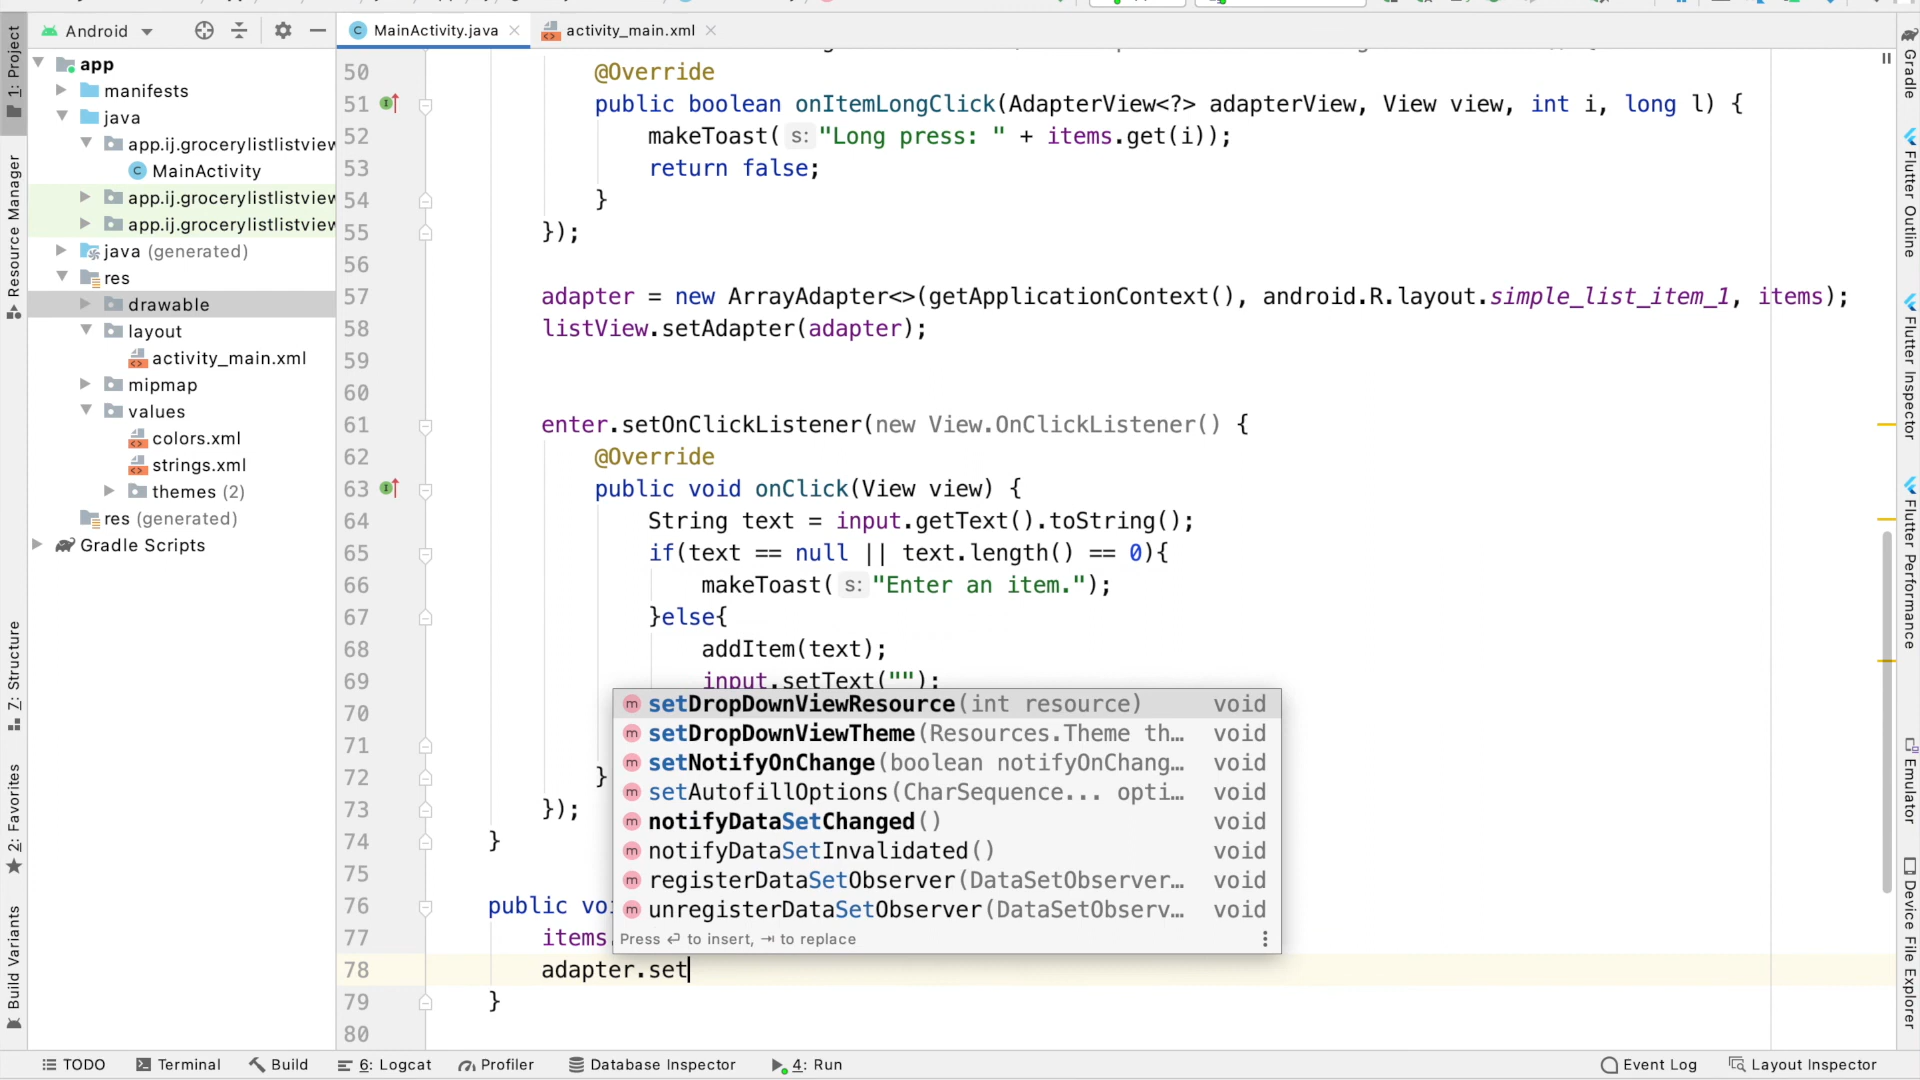 Android
MainActivity.java
activity_main.xml
1: Project
Resource Manager
7: Structure
2: Favorites
Build Variants
app
manifests
java
app.ij.grocerylistlistview
MainActivity
app.ij.grocerylistlistview
app.ij.grocerylistlistview
java (generated)
res
drawable
layout
activity_main.xml
mipmap
values
colors.xml
strings.xml
themes (2)
res (generated)
Gradle Scripts
50 @Override
51 public boolean onItemLongClick(AdapterView<?> adapterView, View view, int i, long l) {
52 makeToast( s: "Long press: " + items.get(i));
53 return false;
54 }
55 });
56
57 adapter = new ArrayAdapter<>(getApplicationContext(), android.R.layout.simple_list_item_1, items);
58 listView.setAdapter(adapter);
59
60
61 enter.setOnClickListener(new View.OnClickListener() {
62 @Override
63 public void onClick(View view) {
64 String text = input.getText().toString();
65 if(text == null || text.length() == 0){
66 makeToast( s: "Enter an item.");
67 }else{
68 addItem(text);
69 input.setText("");
70
71
72 }
73 });
74 }
75
76 public voi
77 items.
78 adapter.set
79 }
80
setDropDownViewResource(int resource) void
setDropDownViewTheme(Resources.Theme th… void
setNotifyOnChange(boolean notifyOnChang… void
setAutofillOptions(CharSequence... opti… void
notifyDataSetChanged() void
notifyDataSetInvalidated() void
registerDataSetObserver(DataSetObserver… void
unregisterDataSetObserver(DataSetObserv… void
Press ↩ to insert, ⇥ to replace
Gradle
Flutter Outline
Flutter Inspector
Flutter Performance
Emulator
Device File Explorer
TODO
Terminal
Build
6: Logcat
Profiler
Database Inspector
4: Run
Event Log
Layout Inspector